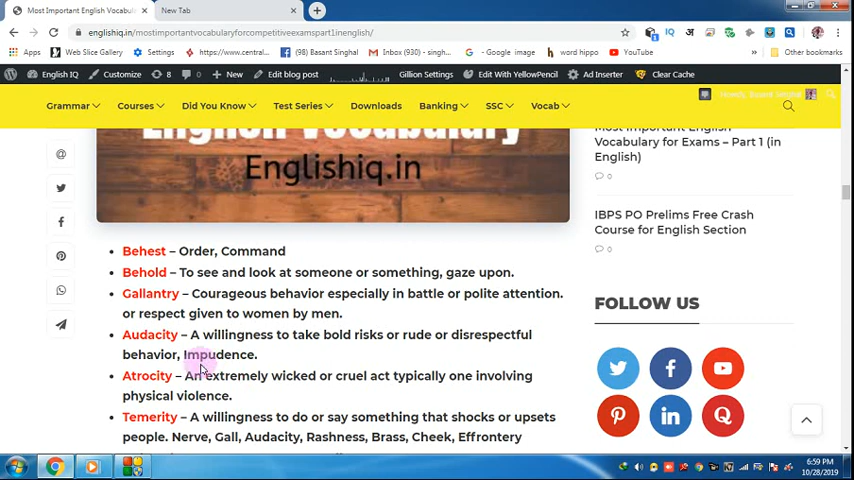 Most Important English Vocabular
New Tab
englishiq.in/mostimportantvocabularyforcompetitiveexamspart1inenglish/
Apps
Web Slice Gallery
Settings
https://www.central...
(98) Basant Singhal
Inbox (930) - singh...
- Google image
word hippo
YouTube
Other bookmarks
English IQ
Customize
8
0
New
Edit blog post
Gillion Settings
Edit With YellowPencil
Ad Inserter
Clear Cache
Grammar
Courses
Did You Know
Test Series
Downloads
Banking
SSC
Vocab
English Vocabulary
Englishiq.in
Behest – Order, Command
Behold – To see and look at someone or something, gaze upon.
Gallantry – Courageous behavior especially in battle or polite attention.
or respect given to women by men.
Audacity – A willingness to take bold risks or rude or disrespectful
behavior, Impudence.
Atrocity – An extremely wicked or cruel act typically one involving
physical violence.
Temerity – A willingness to do or say something that shocks or upsets
people. Nerve, Gall, Audacity, Rashness, Brass, Cheek, Effrontery
Most Important English
Vocabulary for Exams – Part 1 (in
English)
0
IBPS PO Prelims Free Crash
Course for English Section
0
FOLLOW US
6:59 PM
10/28/2019